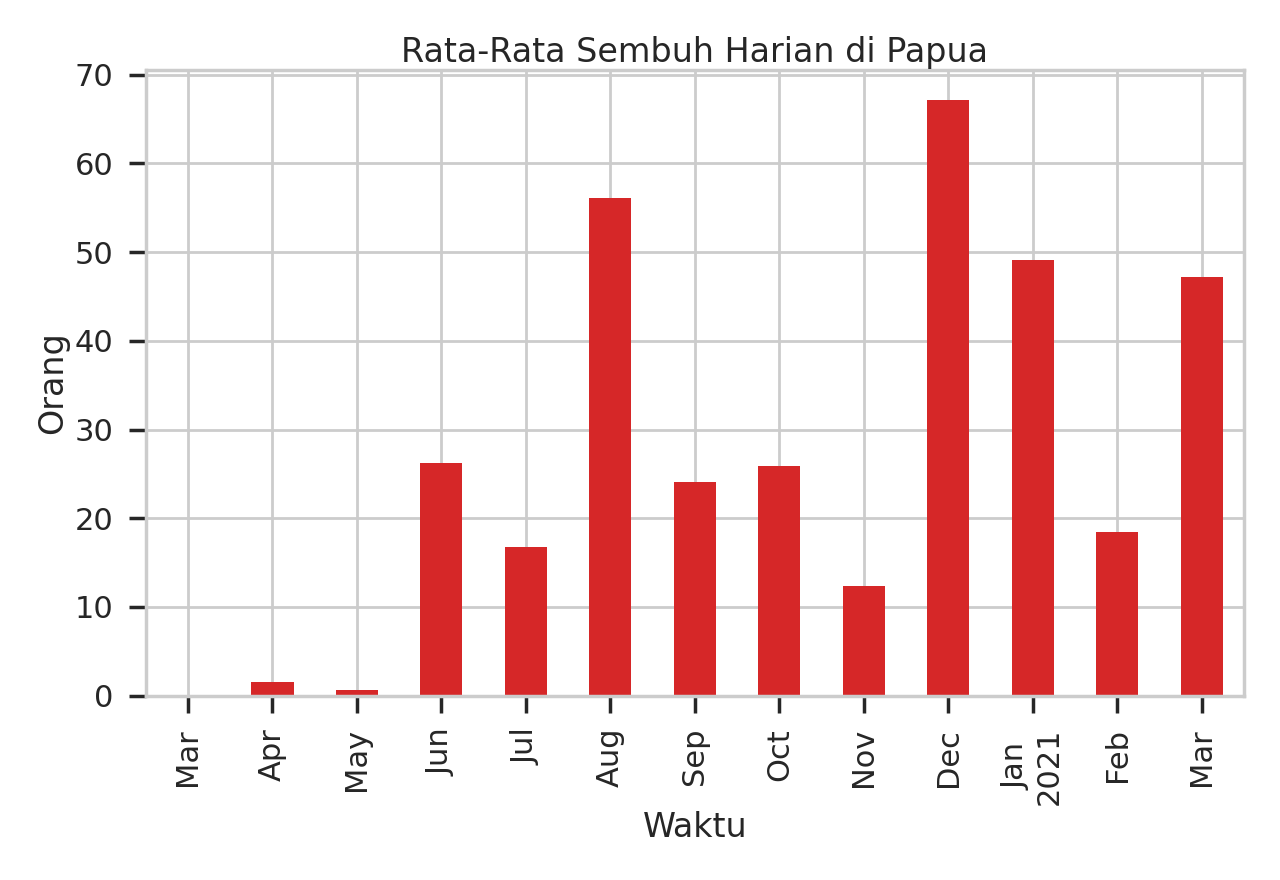 Rata-Rata Sembuh Harian di Papua
70
60
50
40
30
20
10
0
Orang
Mar
Apr
May
Jun
Jul
Aug
Sep
Oct
Nov
Dec
Jan
2021
Feb
Mar
Waktu